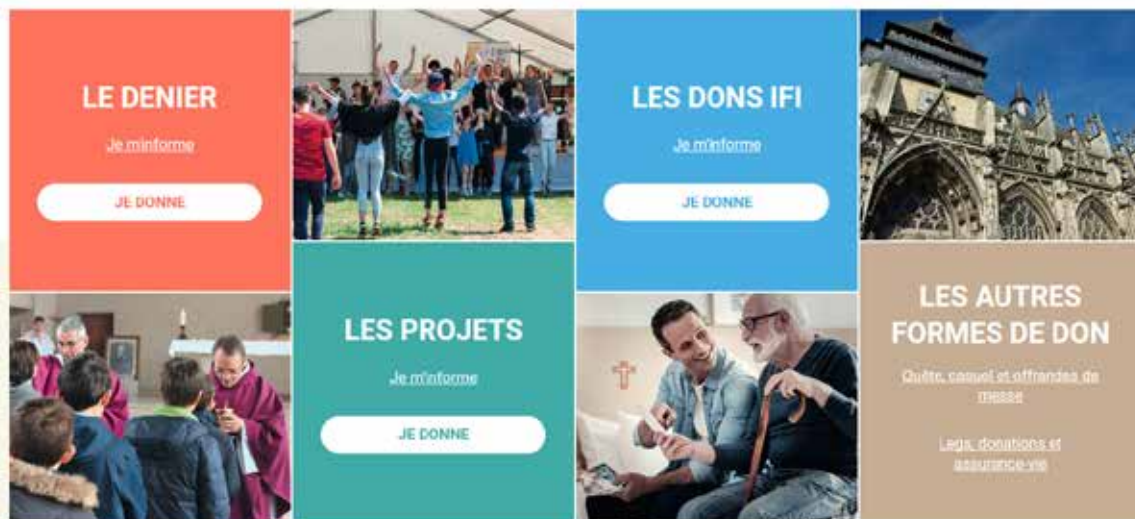 LE DENIER
Je m'informe
JE DONNE
LES DONS IFI
Je m'informe
JE DONNE
LES PROJETS
Je m'informe
JE DONNE
LES AUTRES
FORMES DE DON
Quête, casuel et offrandes de
messe
Legs, donations et
assurance-vie